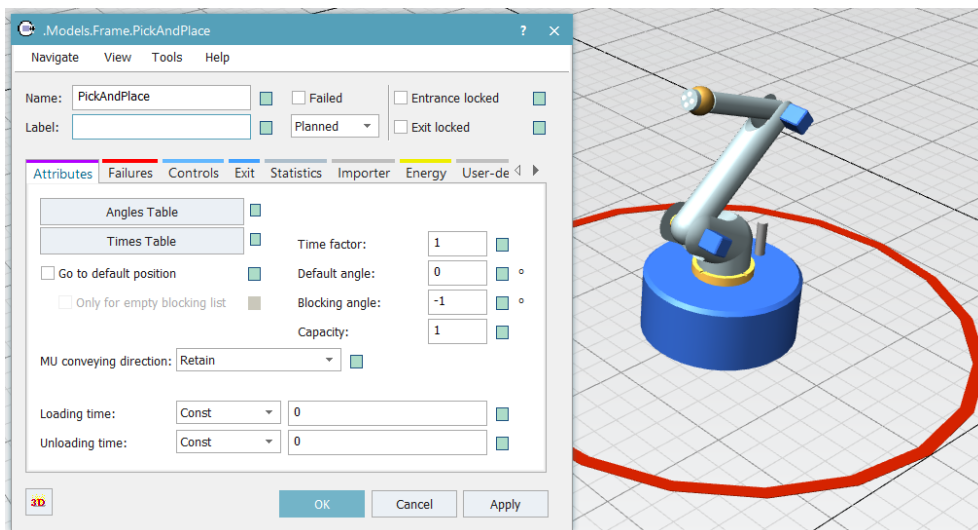 .Models.Frame.PickAndPlace ? ×
Navigate View Tools Help
Name: PickAndPlace Failed Entrance locked
Label: Planned Exit locked
Attributes Failures Controls Exit Statistics Importer Energy User-de
Angles Table
Times Table
Time factor: 1
Go to default position
Default angle: 0 °
Only for empty blocking list
Blocking angle: -1 °
Capacity: 1
MU conveying direction: Retain
Loading time: Const 0
Unloading time: Const 0
3D OK Cancel Apply